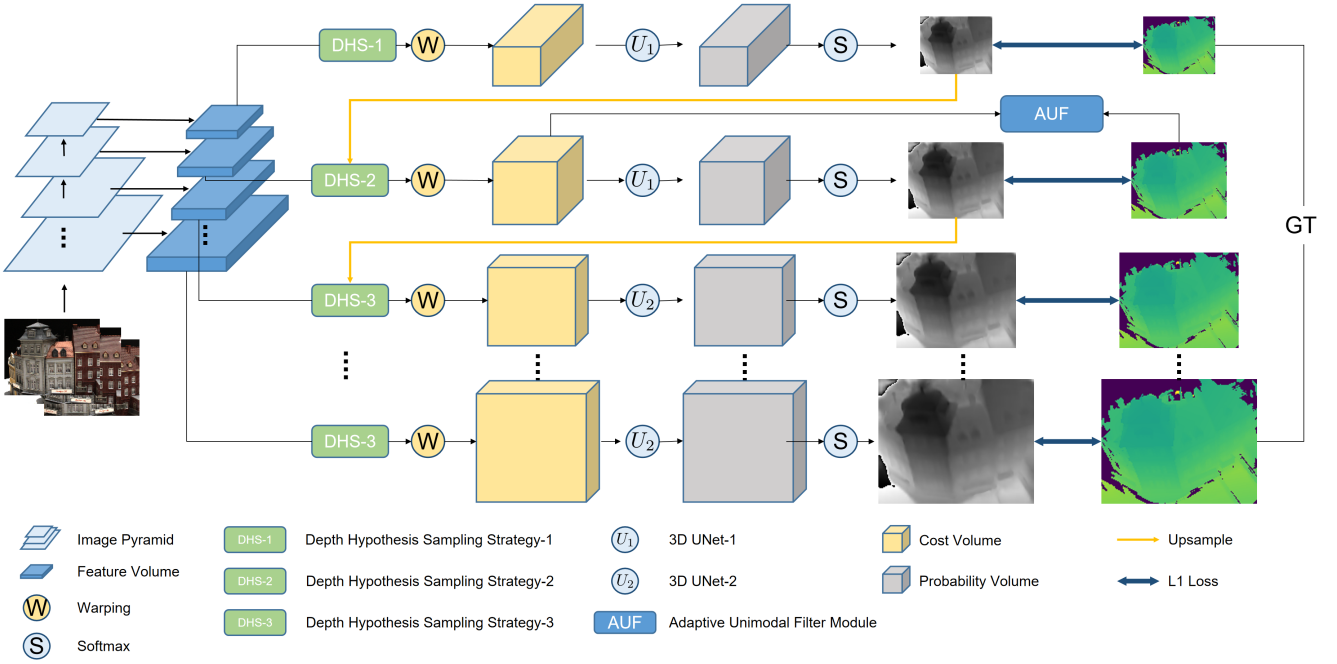 DHS-1 W U1 S
AUF
DHS-2 W U1 S
GT
DHS-3 W U2 S
DHS-3 W U2 S
Image Pyramid
Feature Volume
Warping
W
Softmax
S
DHS-1 Depth Hypothesis Sampling Strategy-1
DHS-2 Depth Hypothesis Sampling Strategy-2
DHS-3 Depth Hypothesis Sampling Strategy-3
U1 3D UNet-1
U2 3D UNet-2
AUF Adaptive Unimodal Filter Module
Cost Volume
Probability Volume
Upsample
L1 Loss